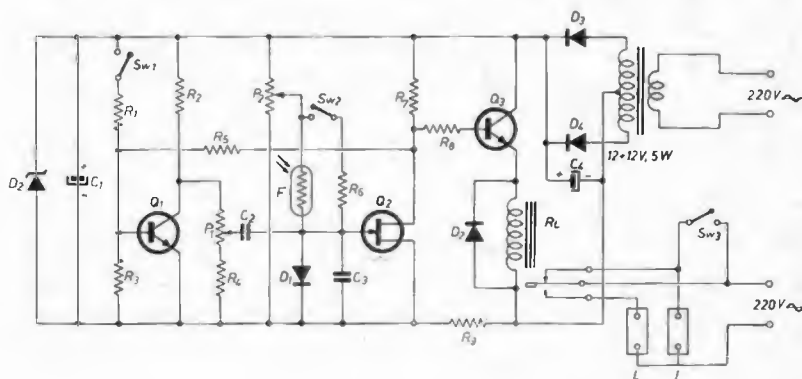 D3
Sw1
R2
P2
Sw2
R7
Q3
220V~
R1
R8
R5
D4
12+12V, 5W
D2
C1
F
R6
Q2
C4
+
-
Q1
P1
C2
D2
RL
Sw3
R3
R4
D1
C3
220V~
R9
L
J